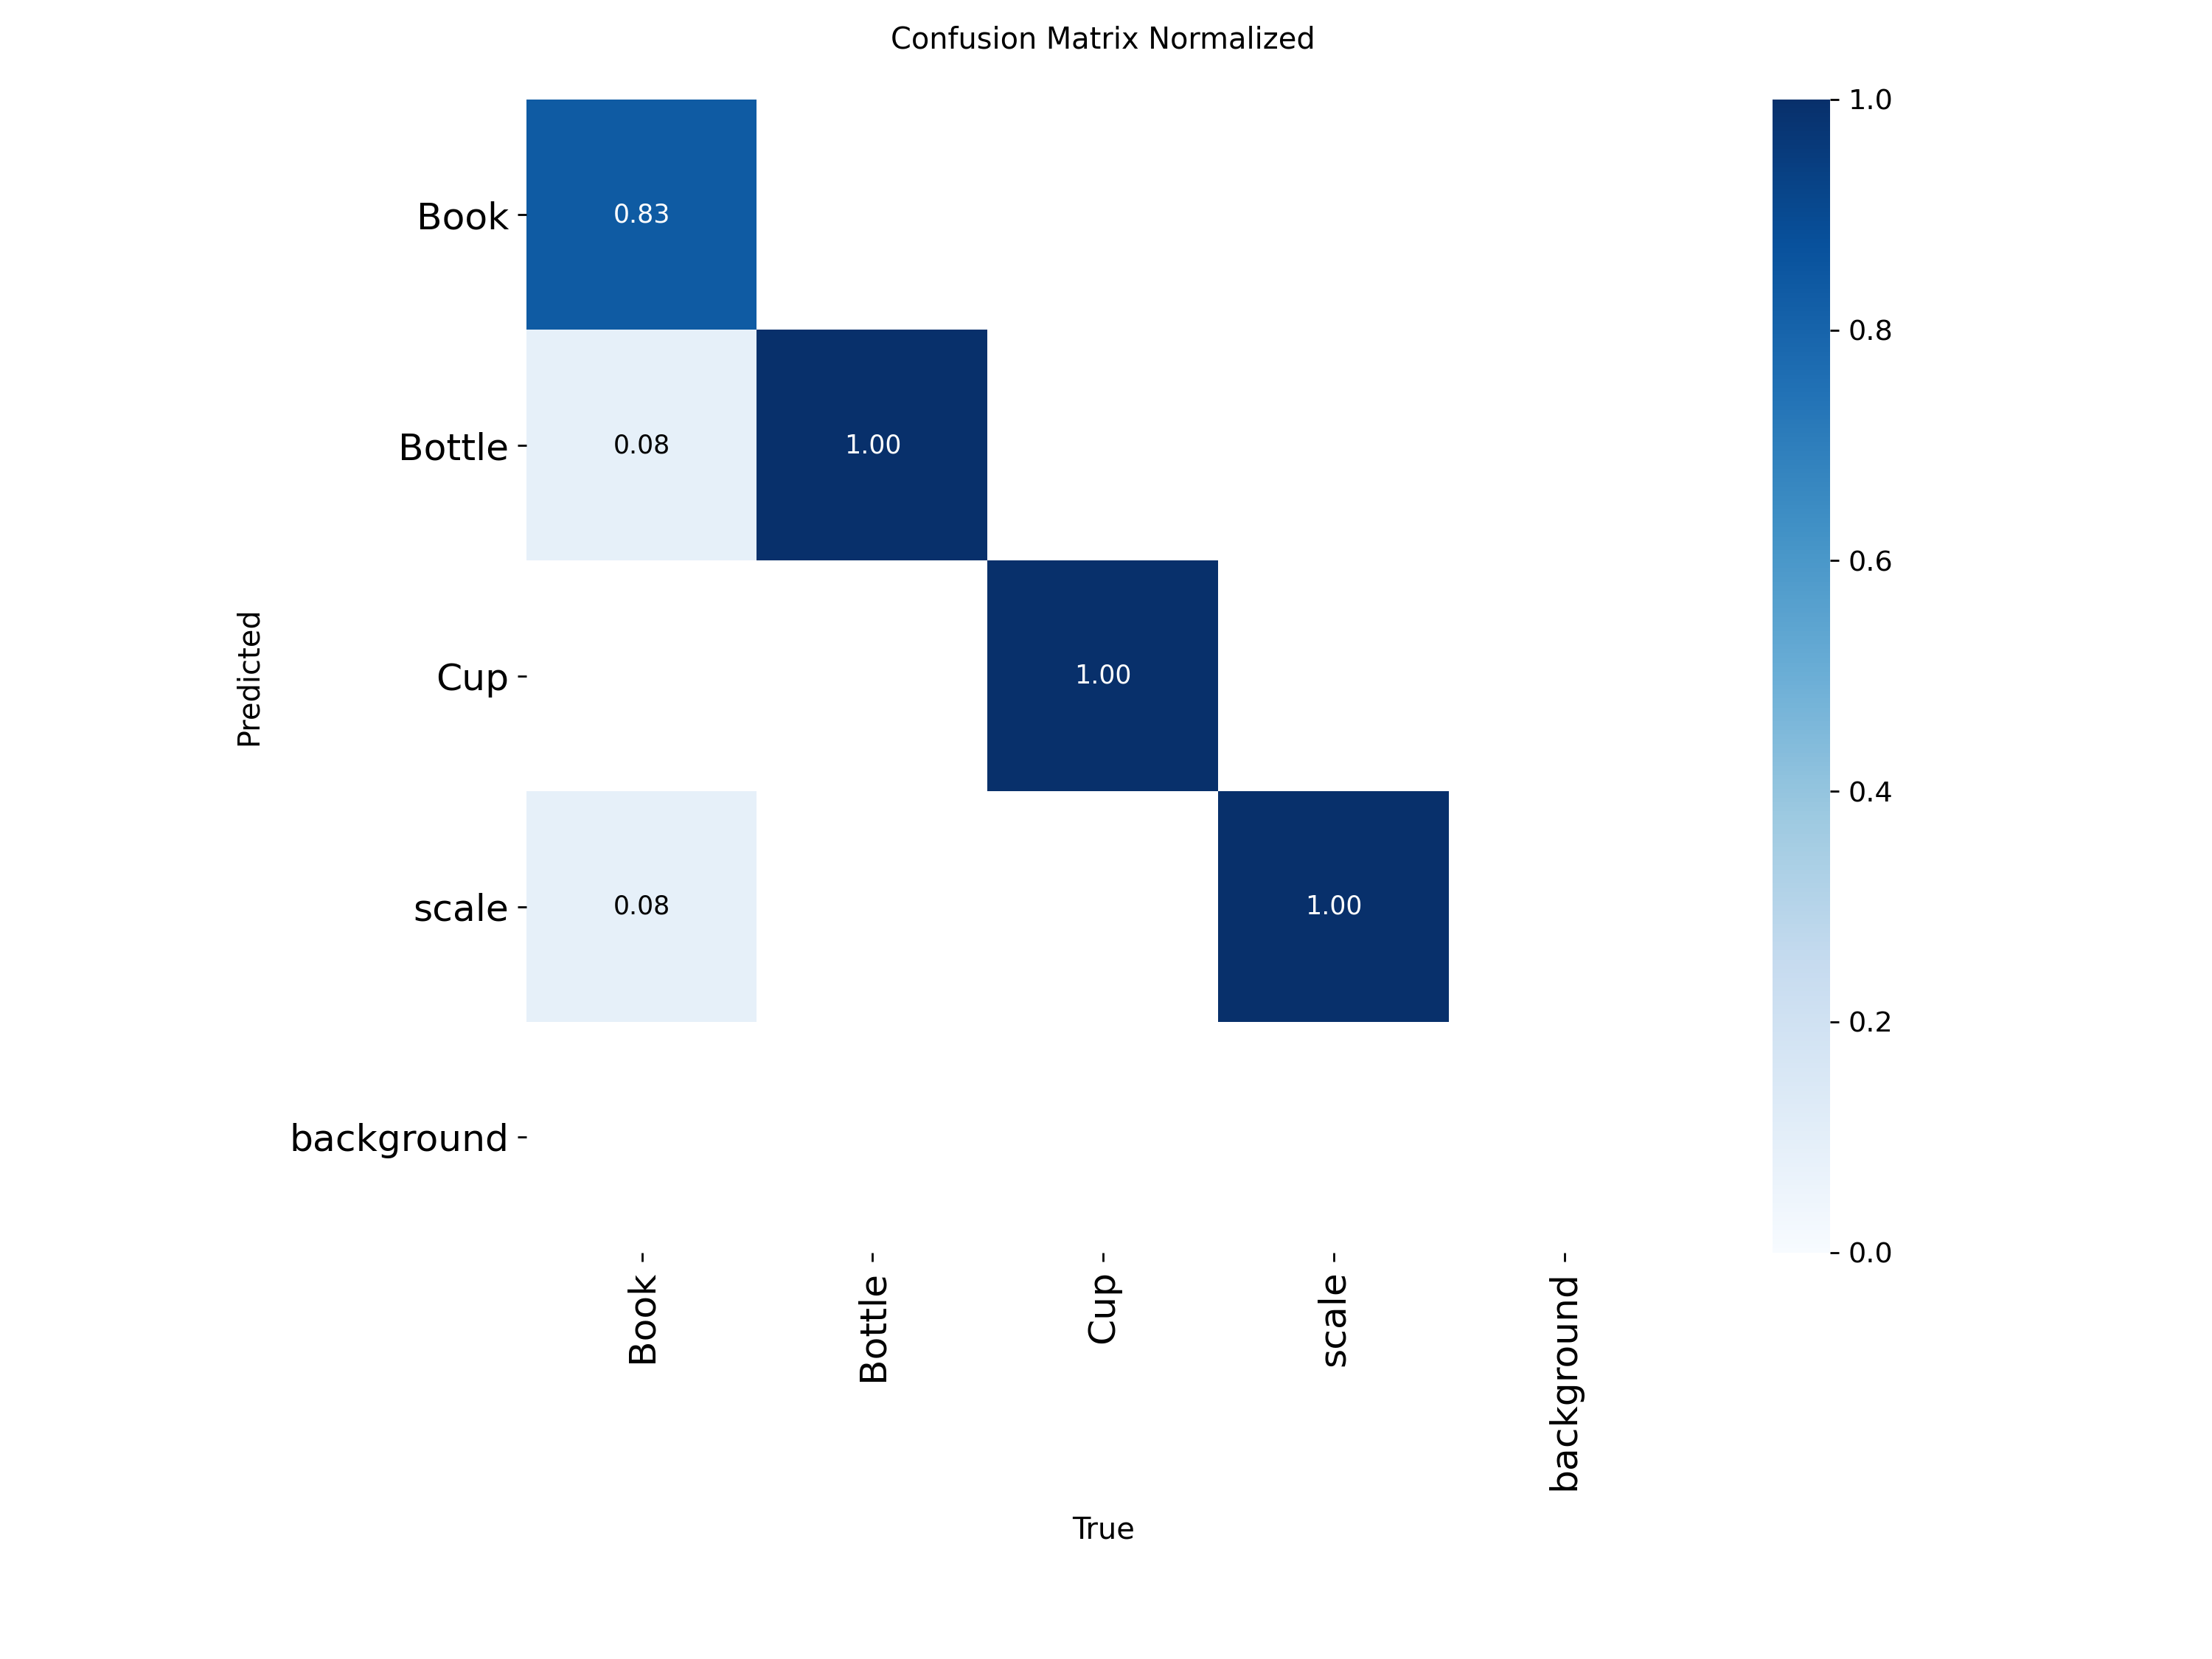 Confusion Matrix Normalized
1.0
Book
0.83
0.8
Bottle
0.08
1.00
0.6
Predicted
Cup
1.00
0.4
scale
0.08
1.00
0.2
background
0.0
Book
Bottle
Cup
scale
background
True